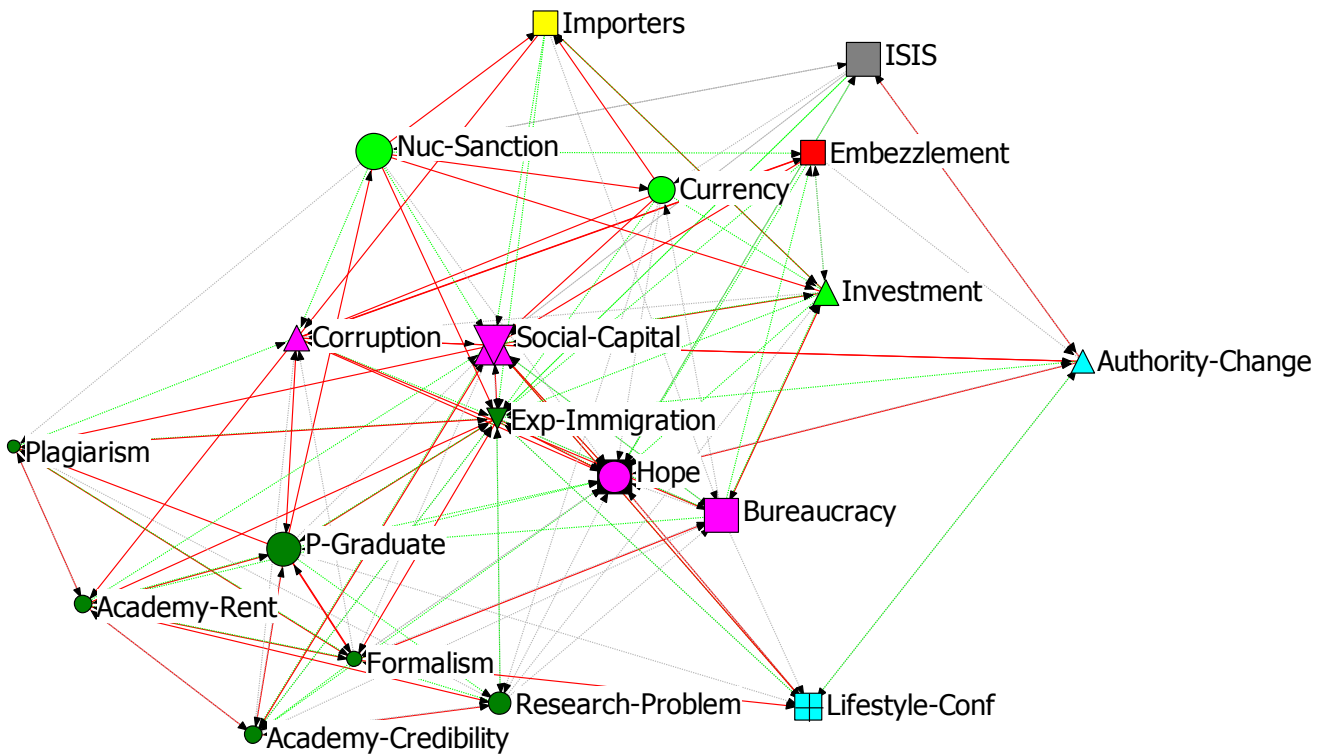 Importers
ISIS
Nuc-Sanction
Embezzlement
Currency
Investment
Corruption
Social-Capital
Authority-Change
Exp-Immigration
Plagiarism
Hope
Bureaucracy
P-Graduate
Academy-Rent
Formalism
Research-Problem
Lifestyle-Conf
Academy-Credibility